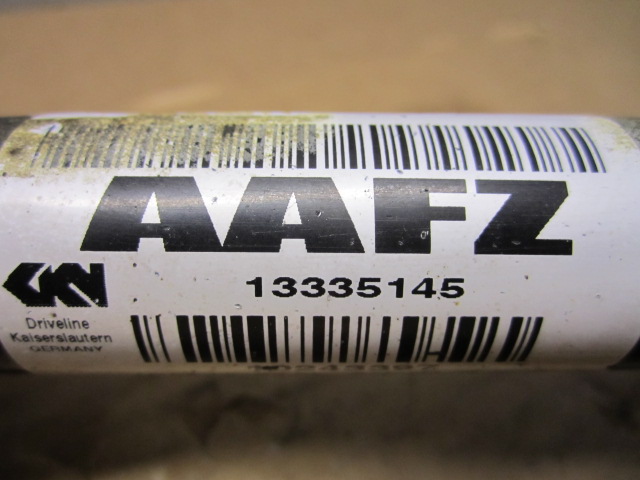 AAFZ
13335145
GKN
Driveline
Kaiserslautern
GERMANY